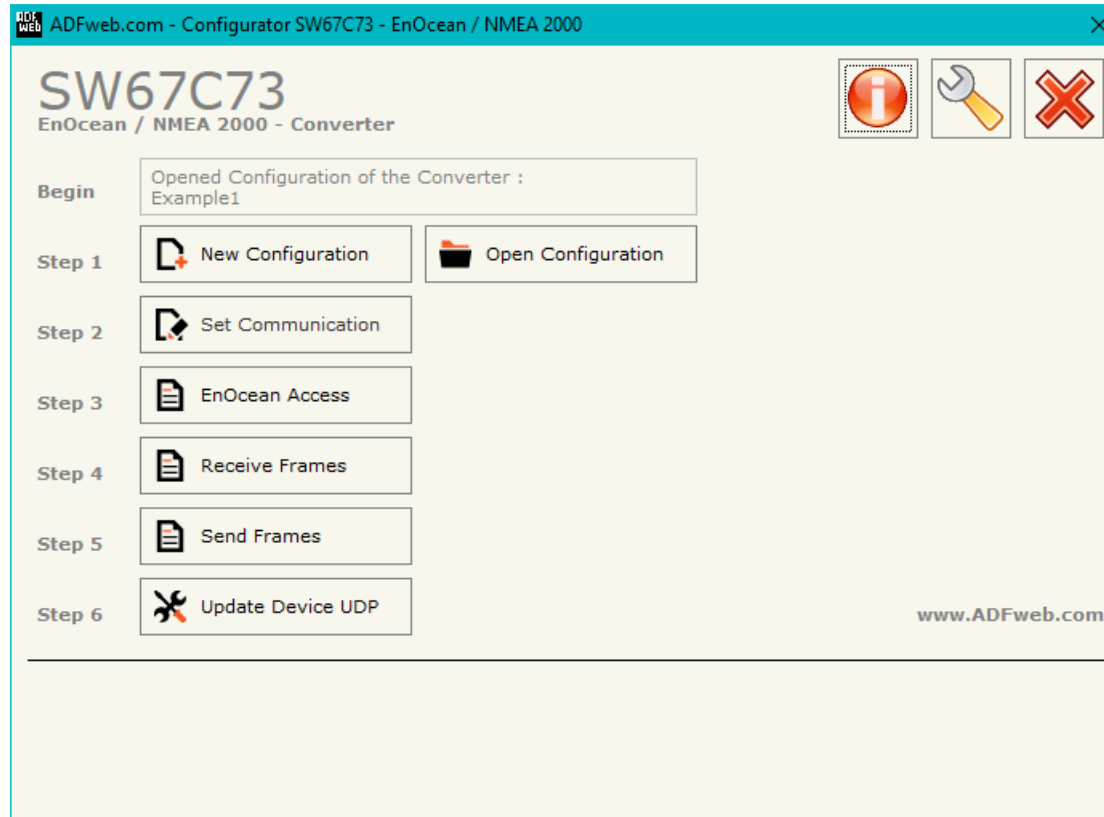 ADF WEB ADFweb.com - Configurator SW67C73 - EnOcean / NMEA 2000
SW67C73
EnOcean / NMEA 2000 - Converter
Begin
Opened Configuration of the Converter :
Example1
Step 1
New Configuration
Open Configuration
Step 2
Set Communication
Step 3
EnOcean Access
Step 4
Receive Frames
Step 5
Send Frames
Step 6
Update Device UDP
www.ADFweb.com